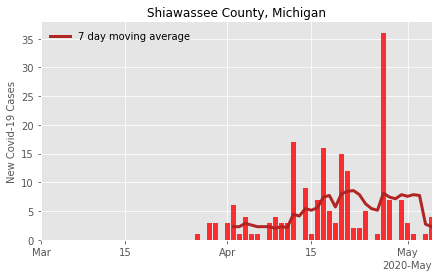 Shiawassee County, Michigan
7 day moving average
New Covid-19 Cases
35
30
25
20
15
10
5
0
Mar
15
Apr
15
May
2020-May